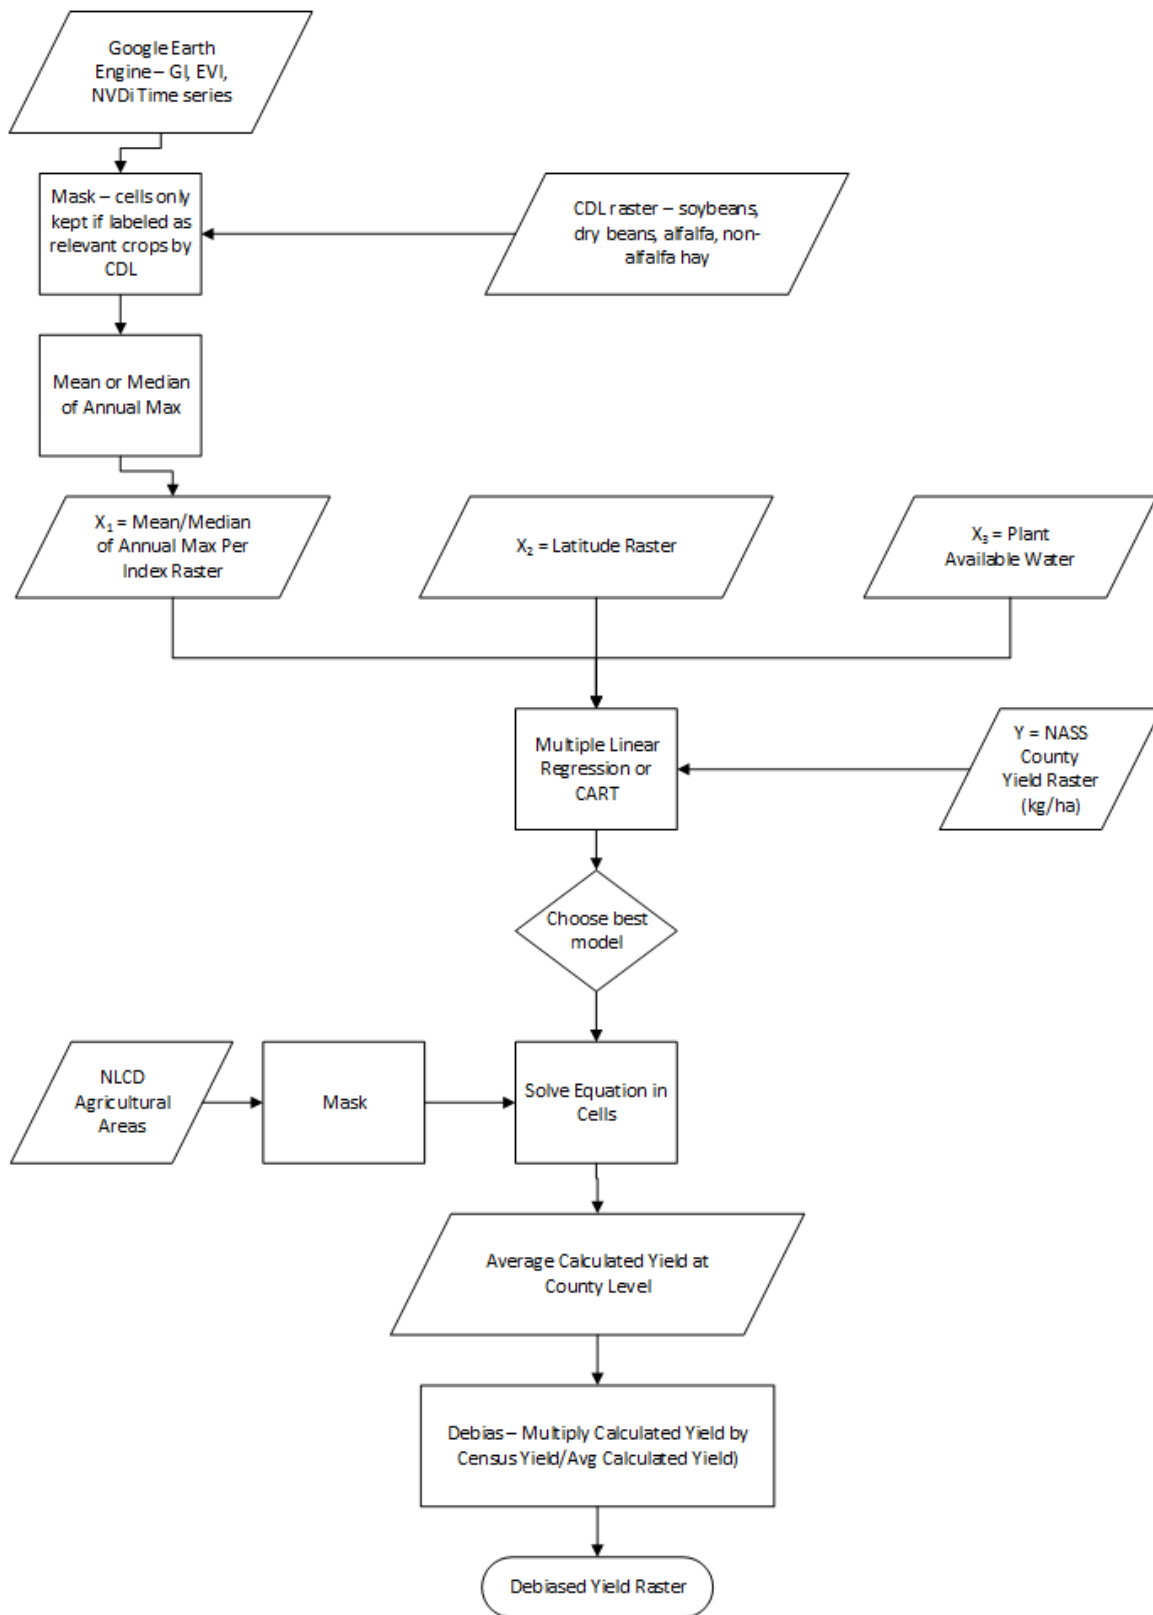 Google Earth
Engine – GI, EVI,
NVDi Time series
Mask – cells only
kept if labeled as
relevant crops by
CDL
CDL raster – soybeans,
dry beans, alfalfa, non-
alfalfa hay
Mean or Median
of Annual Max
X₁ = Mean/Median
of Annual Max Per
Index Raster
X₂ = Latitude Raster
X₃ = Plant
Available Water
Multiple Linear
Regression or
CART
Y = NASS
County
Yield Raster
(kg/ha)
Choose best
model
NLCD
Agricultural
Areas
Mask
Solve Equation in
Cells
Average Calculated Yield at
County Level
Debias – Multiply Calculated Yield by
Census Yield/Avg Calculated Yield)
Debiased Yield Raster